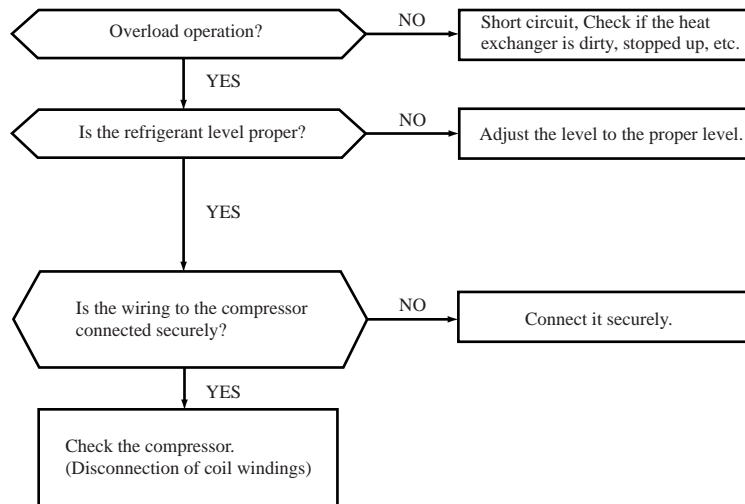 Overload operation?
NO
Short circuit, Check if the heat
exchanger is dirty, stopped up, etc.
YES
Is the refrigerant level proper?
NO
Adjust the level to the proper level.
YES
Is the wiring to the compressor
connected securely?
NO
Connect it securely.
YES
Check the compressor.
(Disconnection of coil windings)